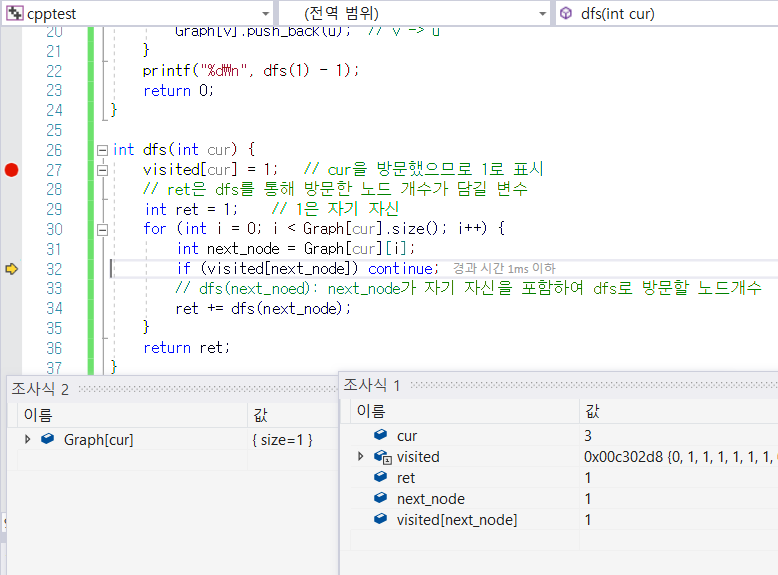 cpptest (전역 범위) dfs(int cur)
20 Graph[v].push_back(u); // v -> u
21 }
22 printf("%d₩n", dfs(1) - 1);
23 return 0;
24 }
25
26 int dfs(int cur) {
27 visited[cur] = 1; // cur을 방문했으므로 1로 표시
28 // ret은 dfs를 통해 방문한 노드 개수가 담길 변수
29 int ret = 1; // 1은 자기 자신
30 for (int i = 0; i < Graph[cur].size(); i++) {
31 int next_node = Graph[cur][i];
32 if (visited[next_node]) continue; 경과 시간 1ms 이하
33 // dfs(next_noed): next_node가 자기 자신을 포함하여 dfs로 방문할 노드개수
34 ret += dfs(next_node);
35 }
36 return ret;
37 }
조사식 2
이름 값
Graph[cur] { size=1 }
조사식 1
이름 값
cur 3
visited 0x00c302d8 {0, 1, 1, 1, 1, 1, 1,
ret 1
next_node 1
visited[next_node] 1